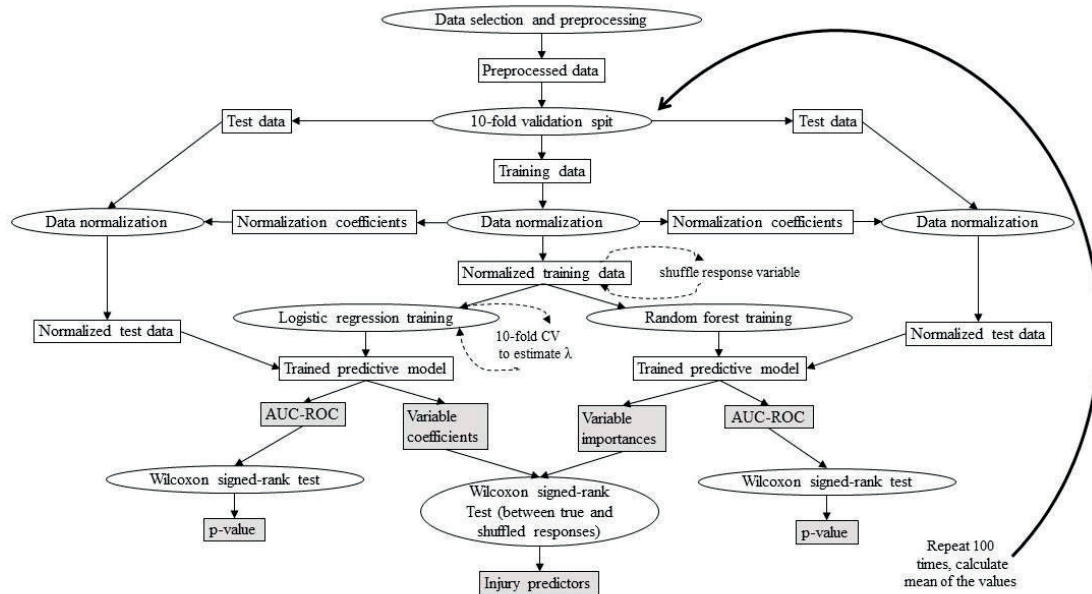 Data selection and preprocessing
Preprocessed data
Test data
10-fold validation spit
Test data
Training data
Data normalization
Normalization coefficients
Data normalization
Normalization coefficients
Data normalization
Normalized training data
shuffle response variable
Logistic regression training
10-fold CV
to estimate λ
Random forest training
Normalized test data
Normalized test data
Trained predictive model
Trained predictive model
AUC-ROC
Variable
coefficients
Variable
importances
AUC-ROC
Wilcoxon signed-rank test
Wilcoxon signed-rank
Test (between true and
shuffled responses)
Wilcoxon signed-rank test
p-value
p-value
Injury predictors
Repeat 100
times, calculate
mean of the values